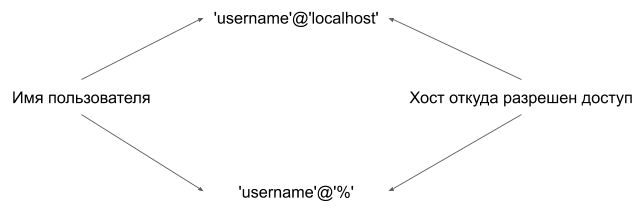 'username'@'localhost'
Имя пользователя
Хост откуда разрешен доступ
'username'@'%'